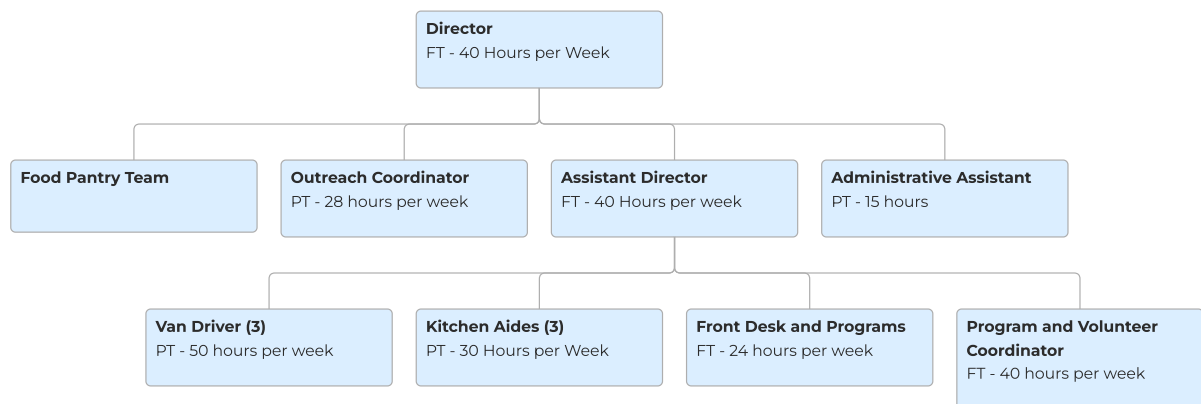 Director
FT - 40 Hours per Week
Food Pantry Team
Outreach Coordinator
PT - 28 hours per week
Assistant Director
FT - 40 Hours per week
Administrative Assistant
PT - 15 hours
Van Driver (3)
PT - 50 hours per week
Kitchen Aides (3)
PT - 30 Hours per Week
Front Desk and Programs
FT - 24 hours per week
Program and Volunteer
Coordinator
FT - 40 hours per week